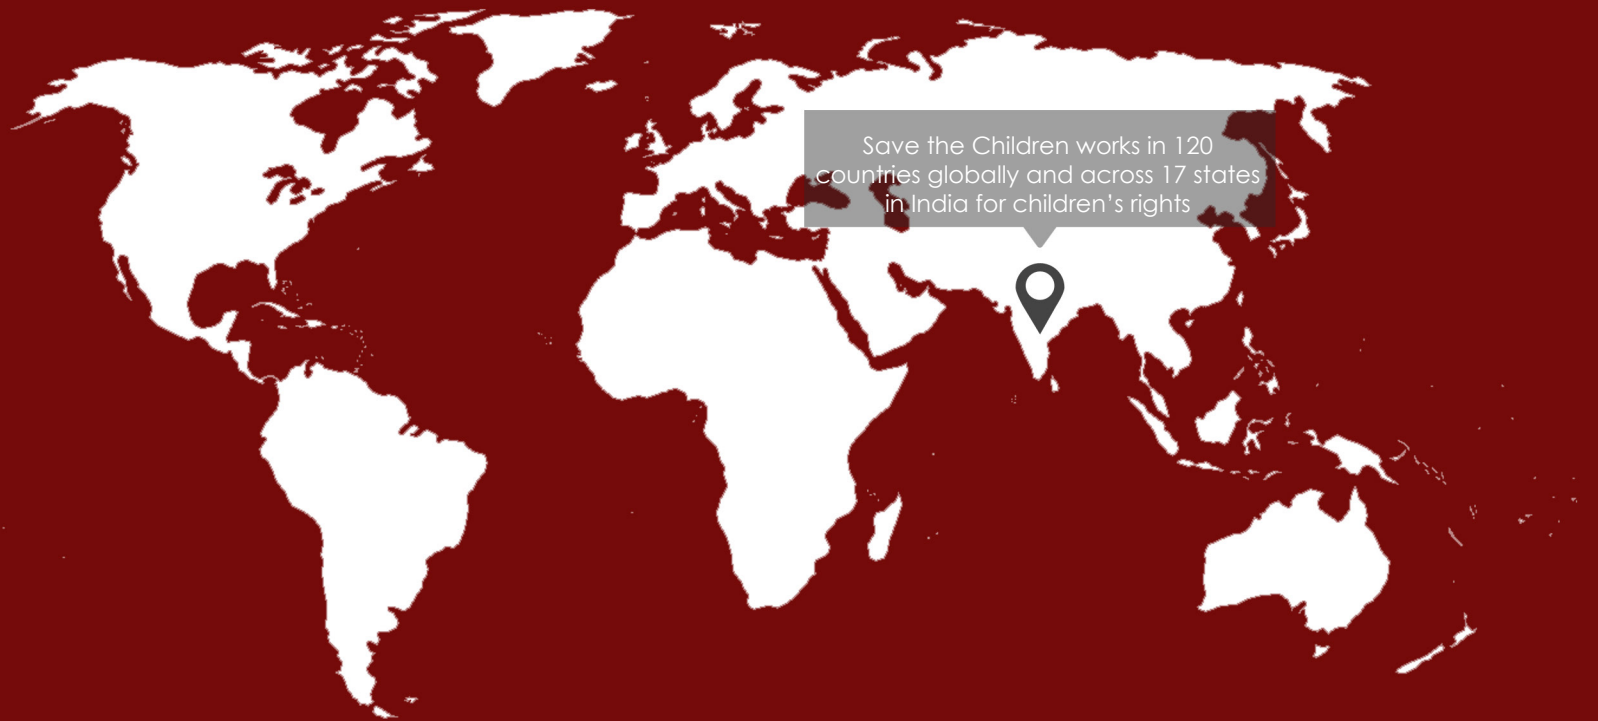 Save the Children works in 120
countries globally and across 17 states
in India for children’s rights